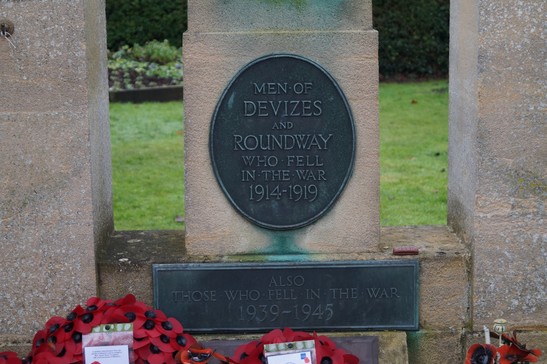 MEN·OF
DEVIZES
AND
ROUNDWAY
WHO·FELL
IN·THE·WAR
1914-1919
ALSO
THOSE WHO·FELL IN THE WAR
1939-1945